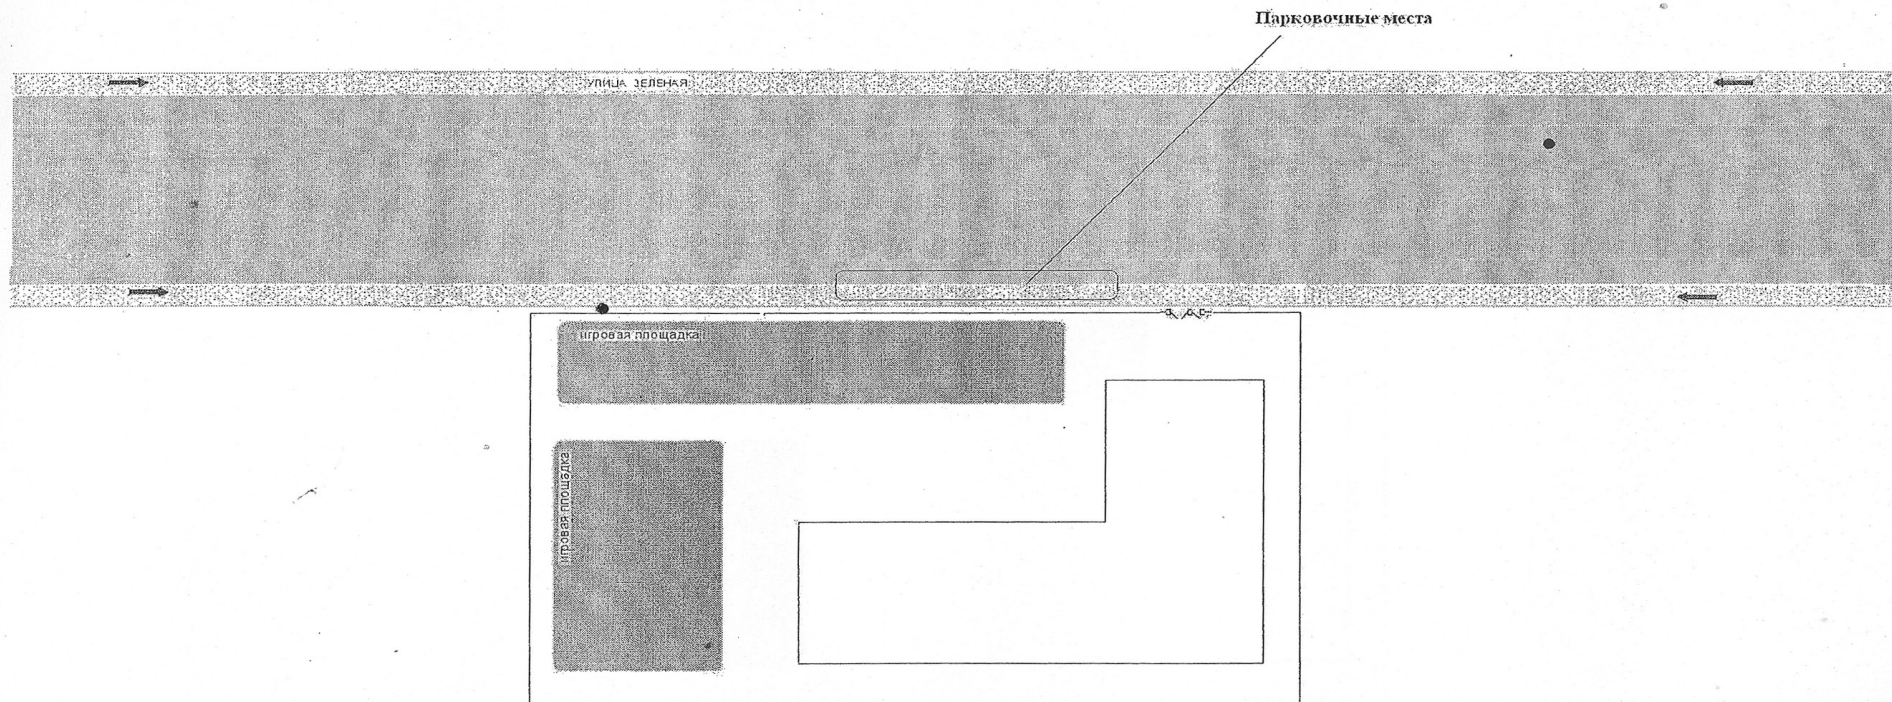 Парковочные места
УЛИЦА ЗЕЛЕНАЯ
игровая площадка
игровая площадка